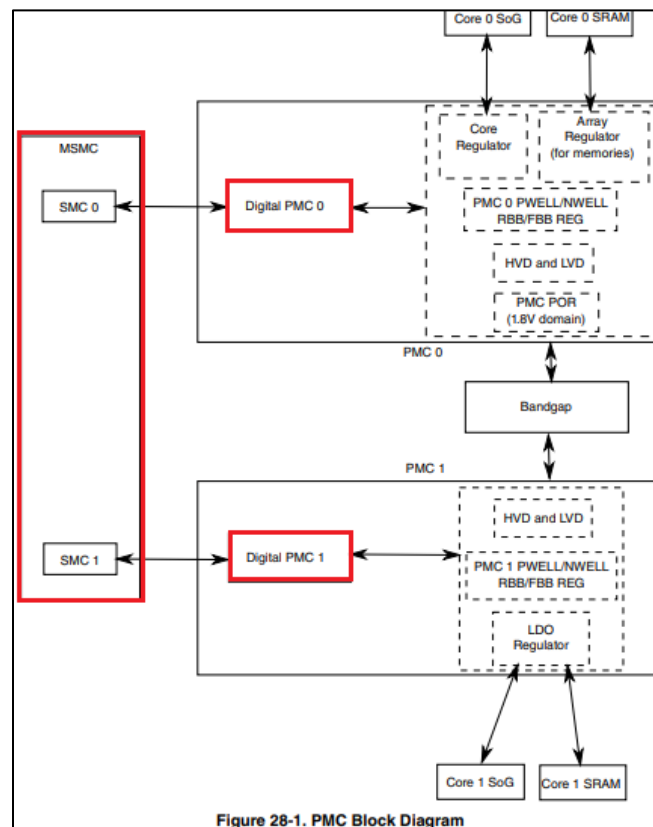 Core 0 SoG
Core 0 SRAM
MSMC
Core
Regulator
Array
Regulator
(for memories)
SMC 0
Digital PMC 0
PMC 0 PWELL/NWELL
RBB/FBB REG
HVD and LVD
PMC POR
(1.8V domain)
PMC 0
Bandgap
PMC 1
HVD and LVD
SMC 1
Digital PMC 1
PMC 1 PWELL/NWELL
RBB/FBB REG
LDO
Regulator
Core 1 SoG
Core 1 SRAM
Figure 28-1. PMC Block Diagram